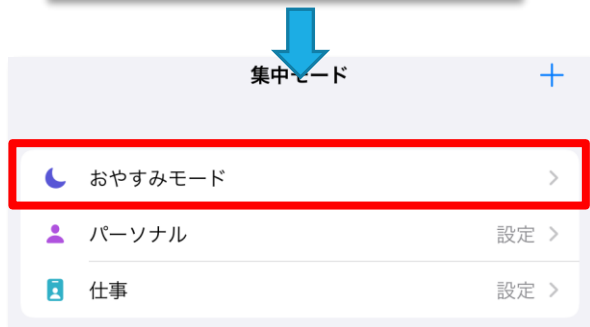 集中モード
おやすみモード
パーソナル 設定
仕事 設定